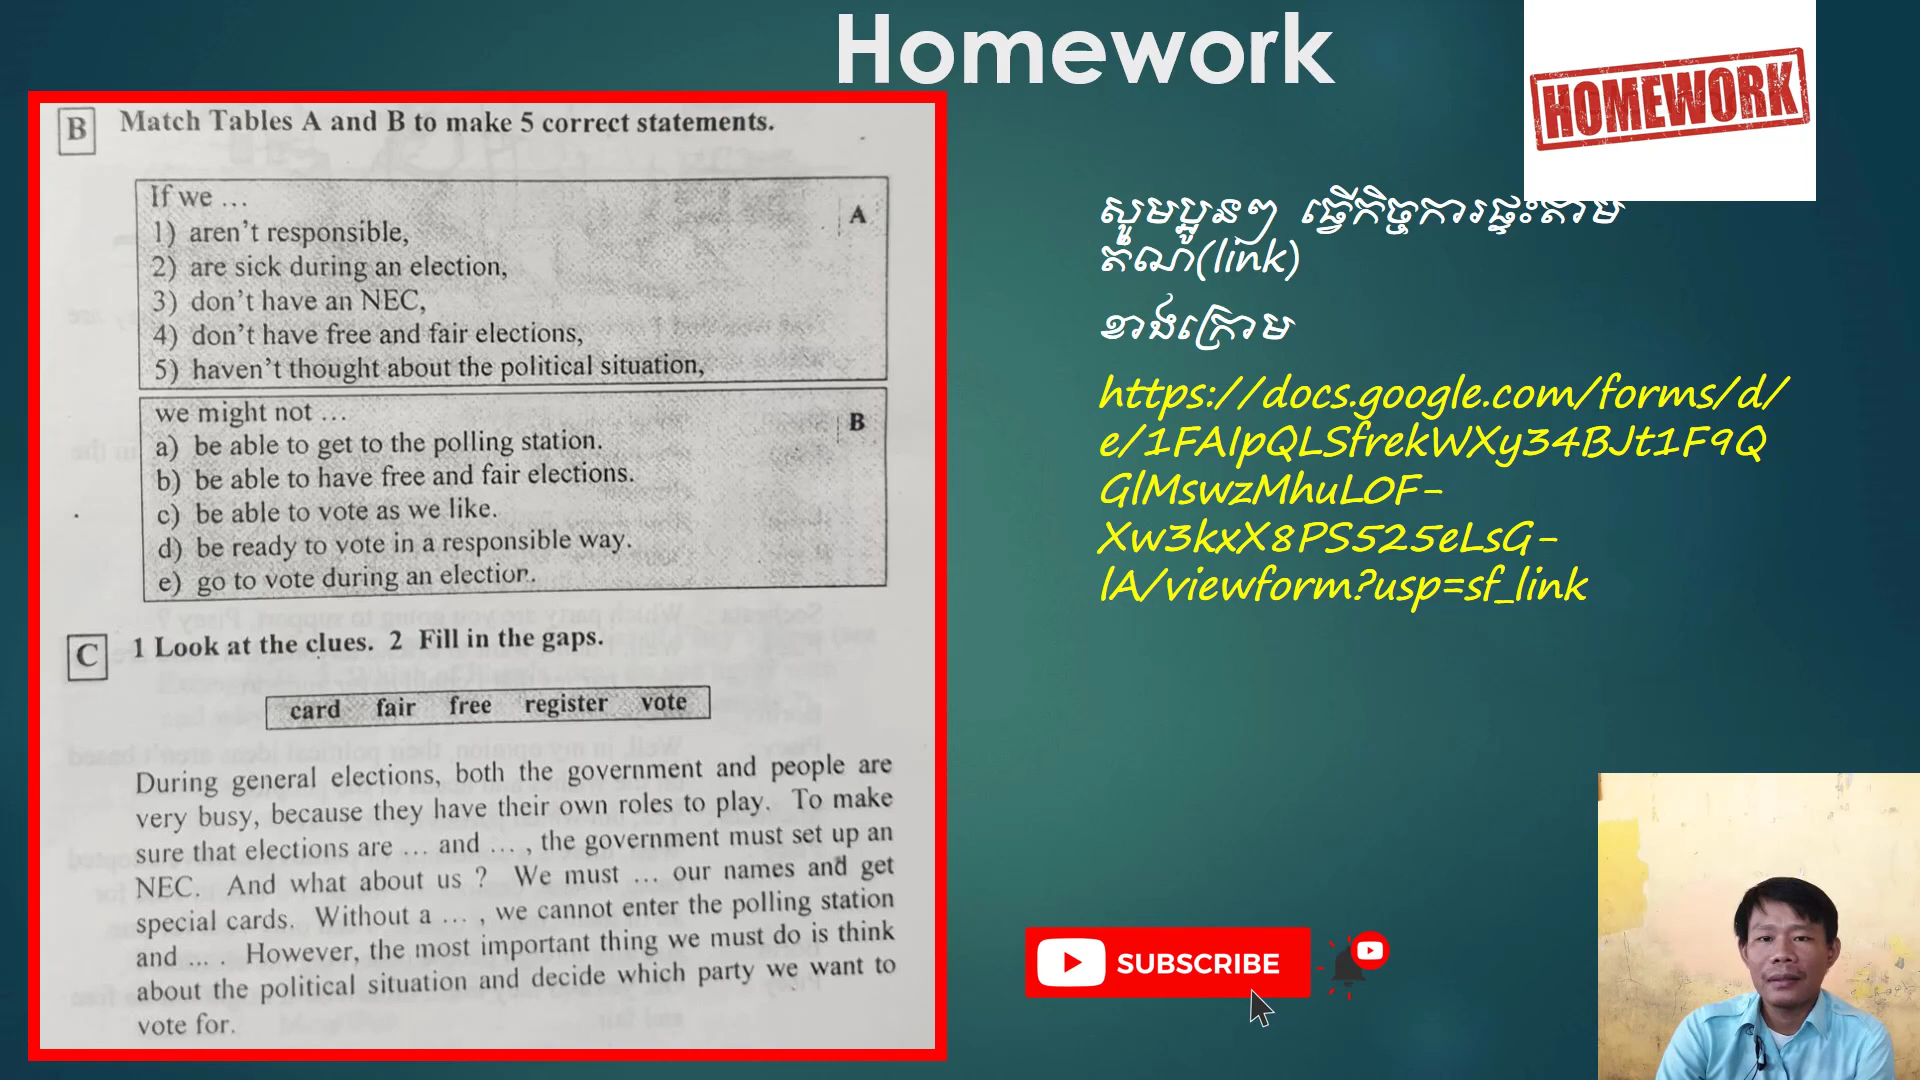 Homework
HOMEWORK
B Match Tables A and B to make 5 correct statements.
If we ...
A
1) aren't responsible,
2) are sick during an election,
3) don't have an NEC,
4) don't have free and fair elections,
5) haven't thought about the political situation,
we might not ...
B
a) be able to get to the polling station.
b) be able to have free and fair elections.
c) be able to vote as we like.
d) be ready to vote in a responsible way.
e) go to vote during an election.
C 1 Look at the clues. 2 Fill in the gaps.
card fair free register vote
During general elections, both the government and people are
very busy, because they have their own roles to play. To make
sure that elections are ... and ... , the government must set up an
NEC. And what about us ? We must ... our names and get
special cards. Without a ... , we cannot enter the polling station
and ... . However, the most important thing we must do is think
about the political situation and decide which party we want to
vote for.
សូមប្អូនៗ ធ្វើកិច្ចការផ្ទះតាម
តំណ(link)
ខាងក្រោម
https://docs.google.com/forms/d/
e/1FAIpQLSfrekWXy34BJt1F9Q
GlMswzMhuLOF-
Xw3kxX8PS525eLsG-
lA/viewform?usp=sf_link
SUBSCRIBE